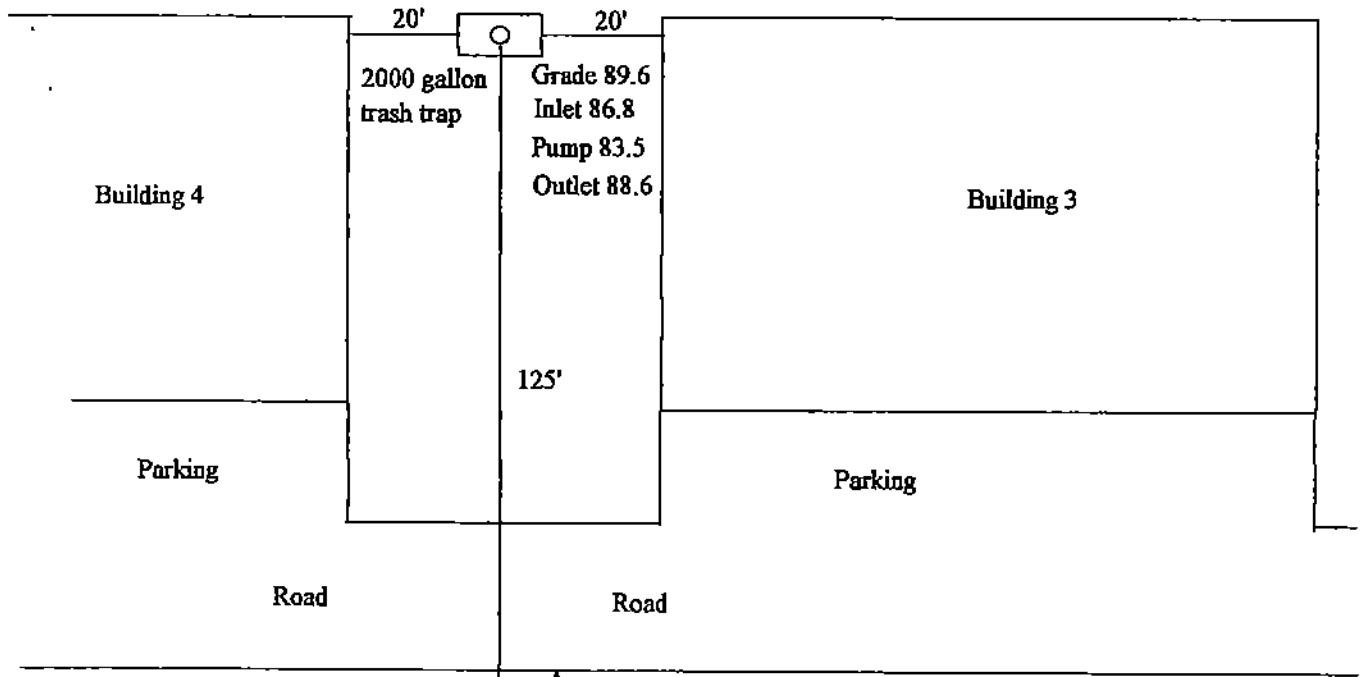 20'
20'
2000 gallon
trash trap
Grade 89.6
Inlet 86.8
Pump 83.5
Outlet 88.6
Building 4
Building 3
125'
Parking
Parking
Road
Road